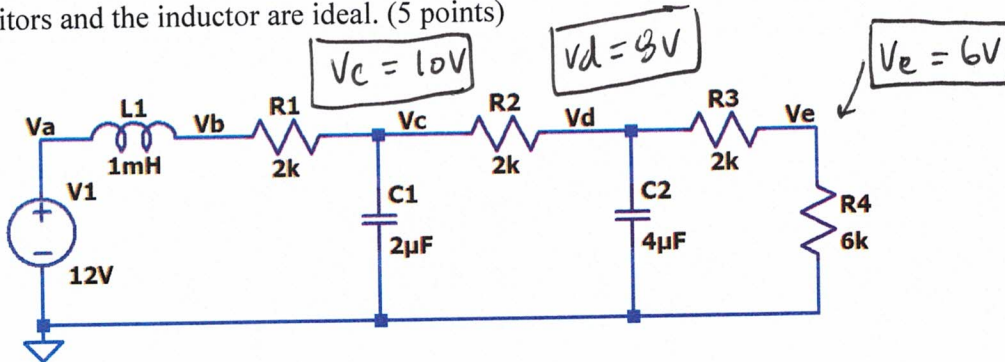 itors and the inductor are ideal. (5 points)
Vc = 10V
Vd = 8V
Ve = 6V
Va
L1
Vb
R1
Vc
R2
Vd
R3
Ve
1mH
2k
2k
2k
V1
C1
C2
R4
2µF
4µF
6k
12V